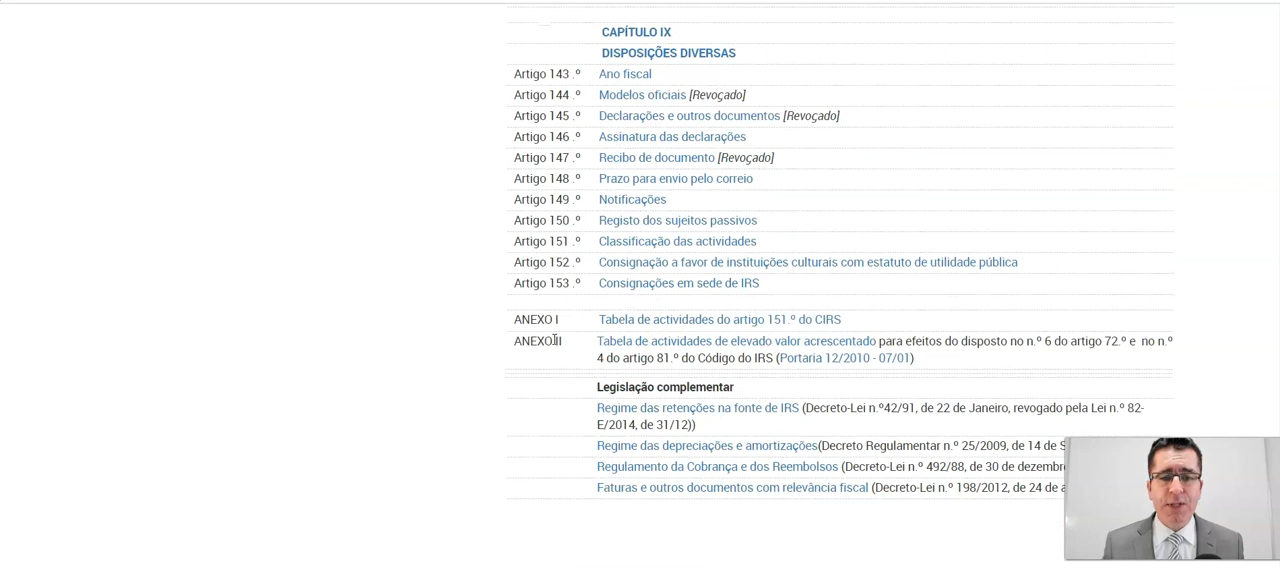 CAPÍTULO IX
DISPOSIÇÕES DIVERSAS
Artigo 143 .º Ano fiscal
Artigo 144 .º Modelos oficiais [Revogado]
Artigo 145 .º Declarações e outros documentos [Revogado]
Artigo 146 .º Assinatura das declarações
Artigo 147 .º Recibo de documento [Revogado]
Artigo 148 .º Prazo para envio pelo correio
Artigo 149 .º Notificações
Artigo 150 .º Registo dos sujeitos passivos
Artigo 151 .º Classificação das actividades
Artigo 152 .º Consignação a favor de instituições culturais com estatuto de utilidade pública
Artigo 153 .º Consignações em sede de IRS
ANEXO I Tabela de actividades do artigo 151.º do CIRS
ANEXO II Tabela de actividades de elevado valor acrescentado para efeitos do disposto no n.º 6 do artigo 72.º e no n.º
4 do artigo 81.º do Código do IRS (Portaria 12/2010 - 07/01)
Legislação complementar
Regime das retenções na fonte de IRS (Decreto-Lei n.º42/91, de 22 de Janeiro, revogado pela Lei n.º 82-
E/2014, de 31/12))
Regime das depreciações e amortizações(Decreto Regulamentar n.º 25/2009, de 14 de S
Regulamento da Cobrança e dos Reembolsos (Decreto-Lei n.º 492/88, de 30 de dezembr
Faturas e outros documentos com relevância fiscal (Decreto-Lei n.º 198/2012, de 24 de a